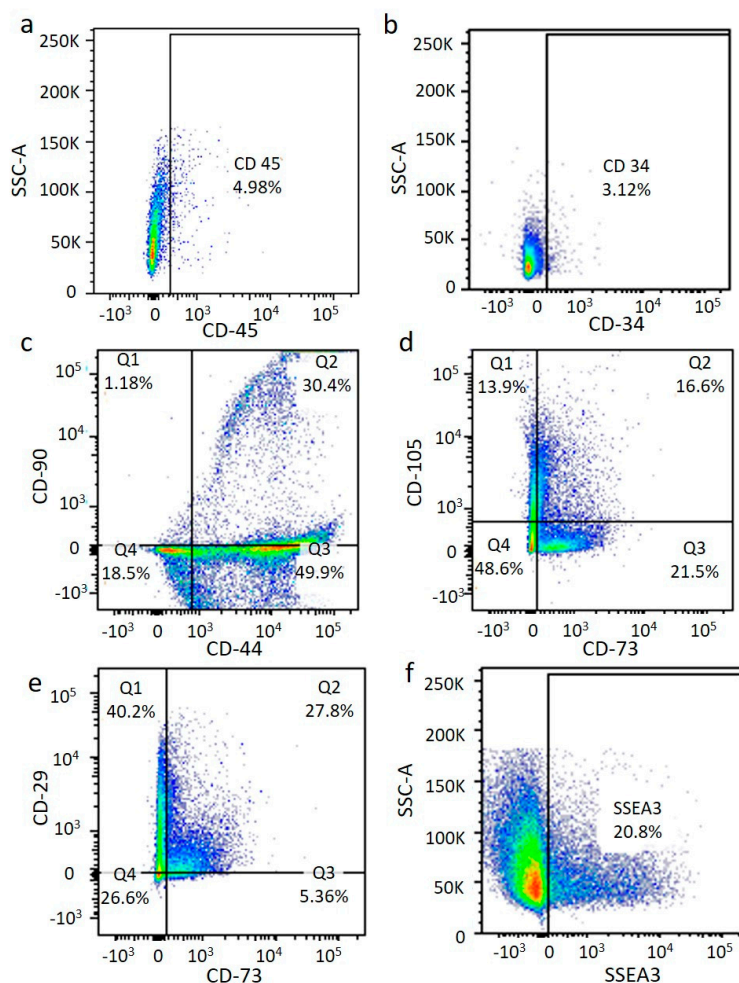 a
250K
200K
150K
100K
50K
0
SSC-A
CD 45
4.98%
-10³ 0 10³ 10⁴ 10⁵
CD-45
b
250K
200K
150K
100K
50K
0
SSC-A
CD 34
3.12%
-10³ 0 10³ 10⁴ 10⁵
CD-34
c
Q1
1.18%
Q2
30.4%
10⁵
10⁴
10³
0
-10³
CD-90
Q4
18.5%
Q3
49.9%
-10³ 0 10³ 10⁴ 10⁵
CD-44
d
Q1
13.9%
Q2
16.6%
10⁵
10⁴
10³
0
-10³
CD-105
Q4
48.6%
Q3
21.5%
-10³ 0 10³ 10⁴ 10⁵
CD-73
e
Q1
40.2%
Q2
27.8%
10⁵
10⁴
10³
0
-10³
CD-29
Q4
26.6%
Q3
5.36%
-10³ 0 10³ 10⁴ 10⁵
CD-73
f
250K
200K
150K
100K
50K
0
SSC-A
SSEA3
20.8%
-10³ 0 10³ 10⁴ 10⁵
SSEA3